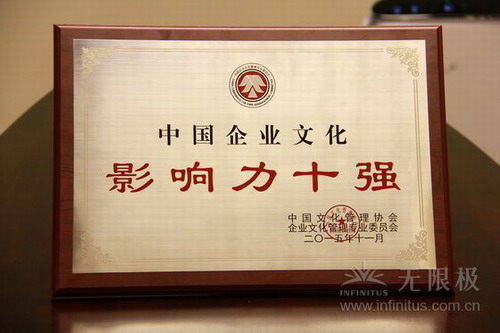 中国企业文化
影响力十强
中国文化管理协会
企业文化管理专业委员会
二〇一五年十一月
无限极
INFINITUS
www.infinitus.com.cn